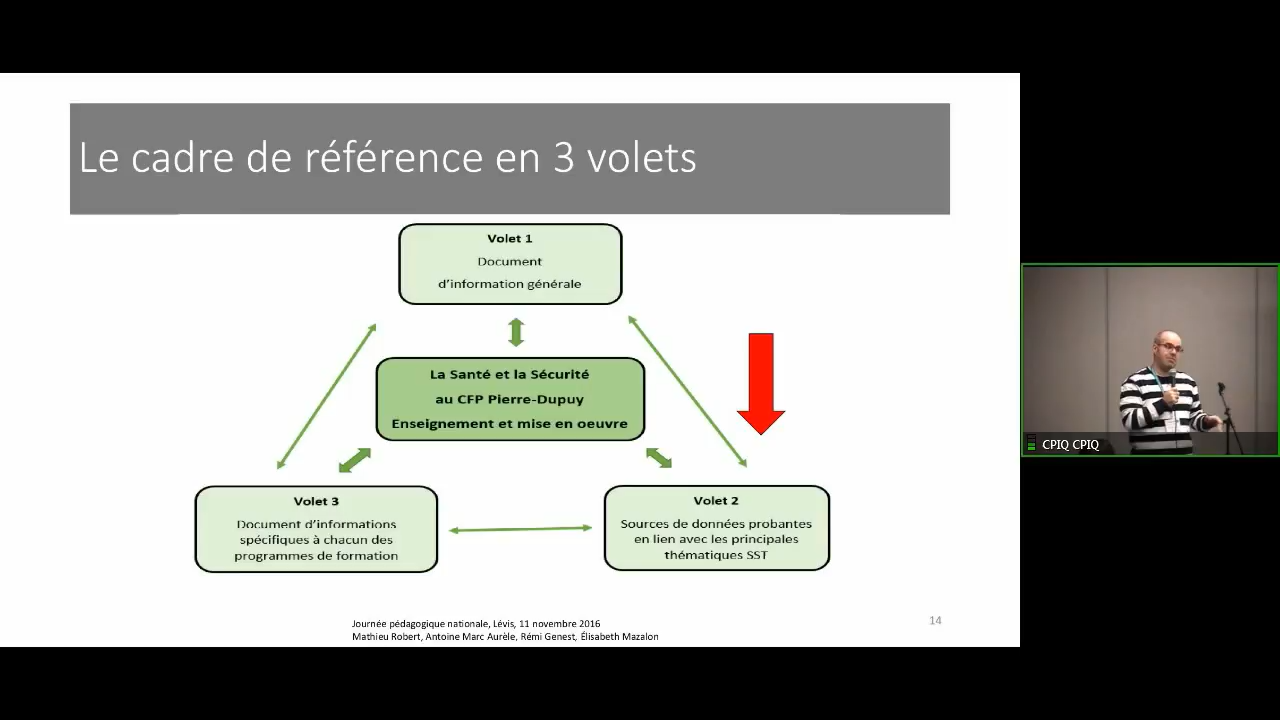 Le cadre de référence en 3 volets
Volet 1
Document
d'information générale
La Santé et la Sécurité
au CFP Pierre-Dupuy
Enseignement et mise en oeuvre
Volet 3
Document d'informations
spécifiques à chacun des
programmes de formation
Volet 2
Sources de données probantes
en lien avec les principales
thématiques SST
Journée pédagogique nationale, Lévis, 11 novembre 2016
Mathieu Robert, Antoine Marc Aurèle, Rémi Genest, Élisabeth Mazalon
14
CPIQ CPIQ